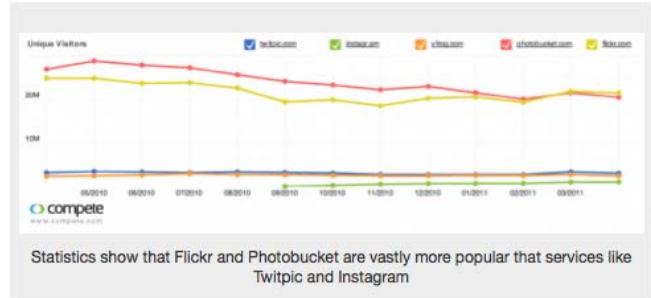 Unique Visitors
twitpic.com instagr.am yfrog.com photobucket.com flickr.com
20M
10M
05/2010 06/2010 07/2010 08/2010 09/2010 10/2010 11/2010 12/2010 01/2011 02/2011 03/2011
compete
www.compete.com
Statistics show that Flickr and Photobucket are vastly more popular that services like
Twitpic and Instagram